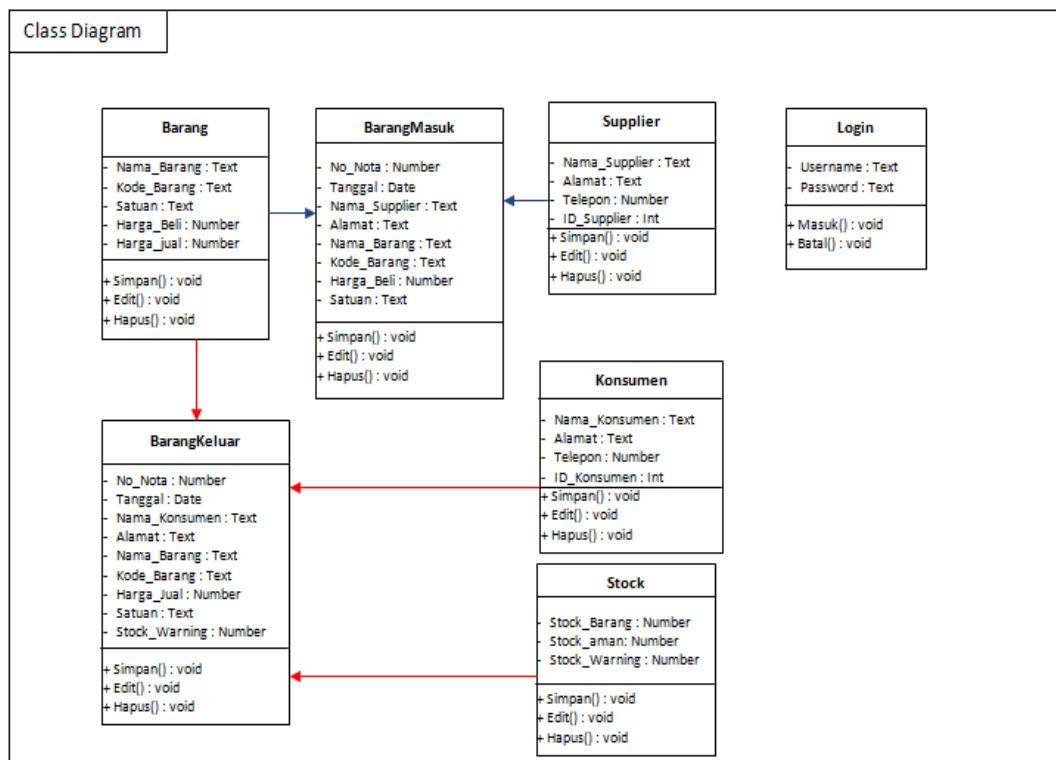 Class Diagram
Barang
- Nama_Barang : Text
- Kode_Barang : Text
- Satuan : Text
- Harga_Beli : Number
- Harga_jual : Number
+ Simpan() : void
+ Edit() : void
+ Hapus() : void
BarangMasuk
- No_Nota : Number
- Tanggal : Date
- Nama_Supplier : Text
- Alamat : Text
- Nama_Barang : Text
- Kode_Barang : Text
- Harga_Beli : Number
- Satuan : Text
+ Simpan() : void
+ Edit() : void
+ Hapus() : void
Supplier
- Nama_Supplier : Text
- Alamat : Text
- Telepon : Number
- ID_Supplier : Int
+ Simpan() : void
+ Edit() : void
+ Hapus() : void
Login
- Username : Text
- Password : Text
+ Masuk() : void
+ Batal() : void
BarangKeluar
- No_Nota : Number
- Tanggal : Date
- Nama_Konsumen : Text
- Alamat : Text
- Nama_Barang : Text
- Kode_Barang : Text
- Harga_Jual : Number
- Satuan : Text
- Stock_Warning : Number
+ Simpan() : void
+ Edit() : void
+ Hapus() : void
Konsumen
- Nama_Konsumen : Text
- Alamat : Text
- Telepon : Number
- ID_Konsumen : Int
+ Simpan() : void
+ Edit() : void
+ Hapus() : void
Stock
- Stock_Barang : Number
- Stock_aman: Number
- Stock_Warning : Number
+ Simpan() : void
+ Edit() : void
+ Hapus() : void